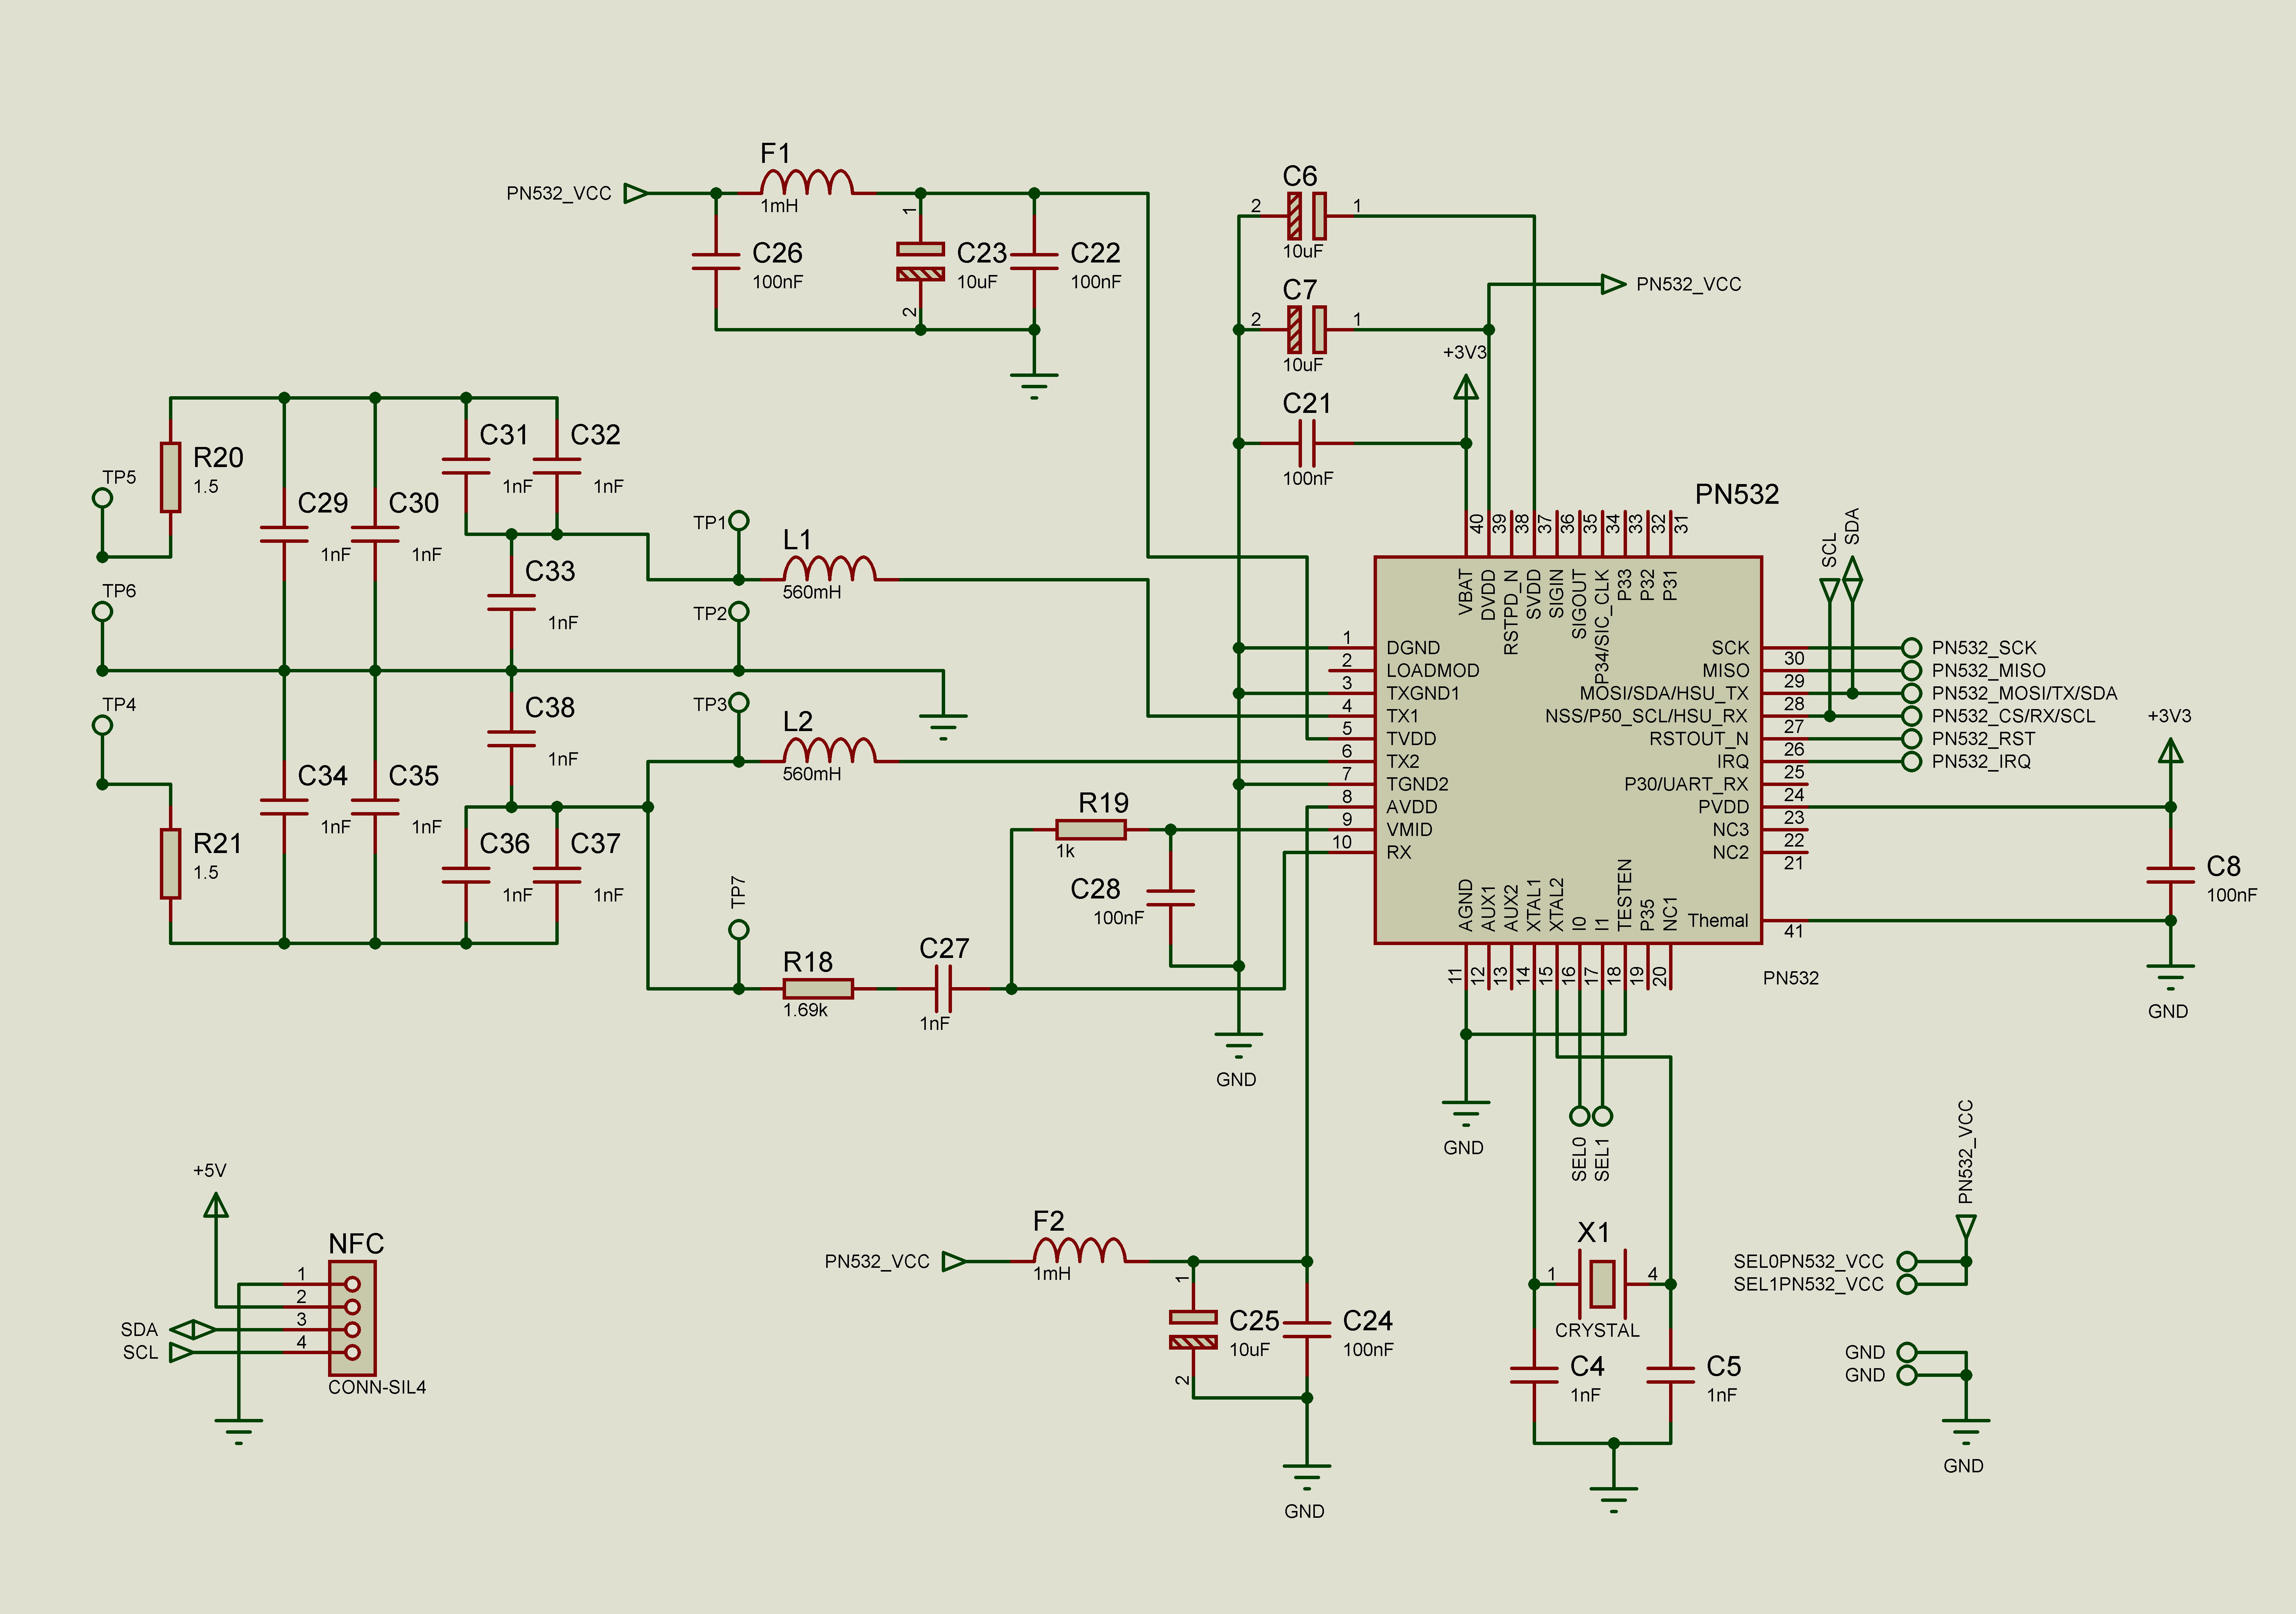 F1
PN532_VCC
1mH
C26
100nF
1
C23
10uF
2
C22
100nF
C6
2
1
10uF
PN532_VCC
C7
2
1
10uF
+3V3
C21
100nF
R20
1.5
TP5
C31
1nF
C32
1nF
C29
1nF
C30
1nF
TP6
C33
1nF
TP1
L1
560mH
TP2
TP4
C38
1nF
TP3
L2
560mH
C34
1nF
C35
1nF
R21
1.5
C36
1nF
C37
1nF
TP7
R18
1.69k
C27
1nF
R19
1k
C28
100nF
GND
PN532
40
39
38
37
36
35
34
33
32
31
VBAT
DVDD
RSTPD_N
SVDD
SIGIN
SIGOUT
P34/SIC_CLK
P33
P32
P31
1
DGND
2
LOADMOD
3
TXGND1
4
TX1
5
TVDD
6
TX2
7
TGND2
8
AVDD
9
VMID
10
RX
SCK
30
MISO
29
MOSI/SDA/HSU_TX
28
NSS/P50_SCL/HSU_RX
27
RSTOUT_N
26
IRQ
25
P30/UART_RX
24
PVDD
23
NC3
22
NC2
21
Themal
41
AGND
AUX1
AUX2
XTAL1
XTAL2
I0
I1
TESTEN
P35
NC1
11
12
13
14
15
16
17
18
19
20
PN532
SCL
SDA
PN532_SCK
PN532_MISO
PN532_MOSI/TX/SDA
PN532_CS/RX/SCL
PN532_RST
PN532_IRQ
+3V3
C8
100nF
GND
GND
SEL0
SEL1
+5V
NFC
1
2
3
4
SDA
SCL
CONN-SIL4
PN532_VCC
F2
1mH
1
C25
10uF
2
C24
100nF
GND
X1
1
4
CRYSTAL
C4
1nF
C5
1nF
PN532_VCC
SEL0PN532_VCC
SEL1PN532_VCC
GND
GND
GND